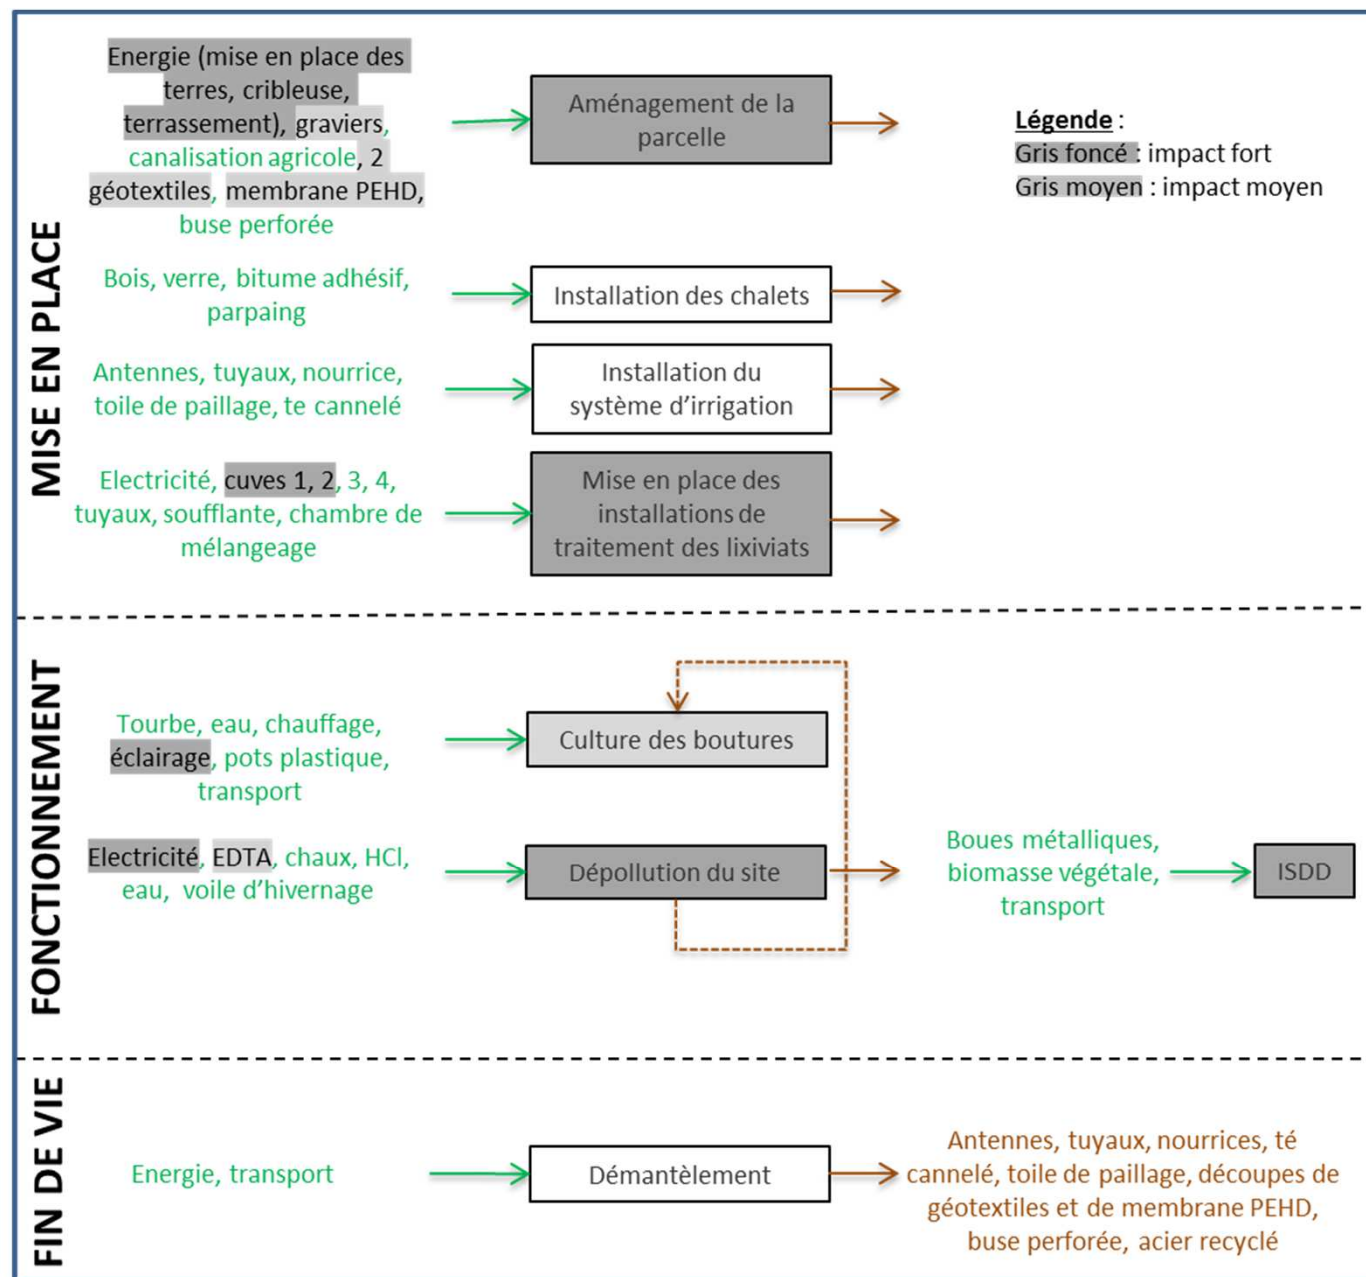 MISE EN PLACE
Energie (mise en place des
terres, cribleuse,
terrassement), graviers,
canalisation agricole, 2
géotextiles, membrane PEHD,
buse perforée
Aménagement de la
parcelle
Légende :
Gris foncé : impact fort
Gris moyen : impact moyen
Bois, verre, bitume adhésif,
parpaing
Installation des chalets
Antennes, tuyaux, nourrice,
toile de paillage, te cannelé
Installation du
système d'irrigation
Electricité, cuves 1, 2, 3, 4,
tuyaux, soufflante, chambre de
mélangeage
Mise en place des
installations de
traitement des lixiviats
FONCTIONNEMENT
Tourbe, eau, chauffage,
éclairage, pots plastique,
transport
Culture des boutures
Electricité, EDTA, chaux, HCl,
eau, voile d'hivernage
Dépollution du site
Boues métalliques,
biomasse végétale,
transport
ISDD
FIN DE VIE
Energie, transport
Démantèlement
Antennes, tuyaux, nourrices, té
cannelé, toile de paillage, découpes de
géotextiles et de membrane PEHD,
buse perforée, acier recyclé